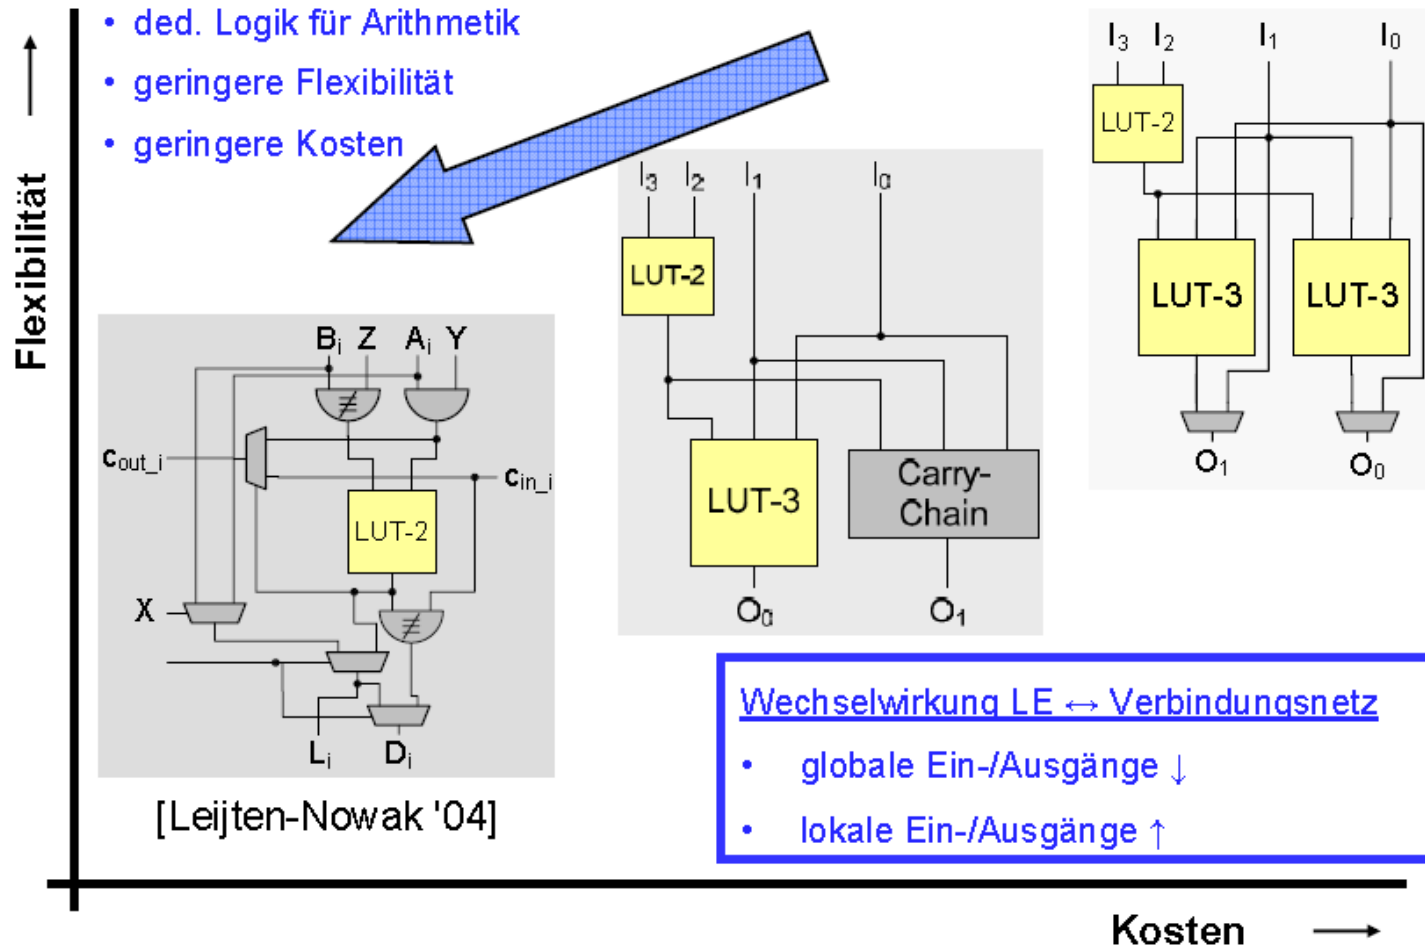 Flexibilität
• ded. Logik für Arithmetik
• geringere Flexibilität
• geringere Kosten
I₃ I₂ I₁ I₀
LUT-2
LUT-3 LUT-3
O₁ O₀
I₃ I₂ I₁ I₀
LUT-2
LUT-3
Carry-
Chain
O₀ O₁
Bᵢ Z Aᵢ Y
c_out_i
c_in_i
LUT-2
X
Lᵢ Dᵢ
[Leijten-Nowak '04]
Wechselwirkung LE ↔ Verbindungsnetz
• globale Ein-/Ausgänge ↓
• lokale Ein-/Ausgänge ↑
Kosten